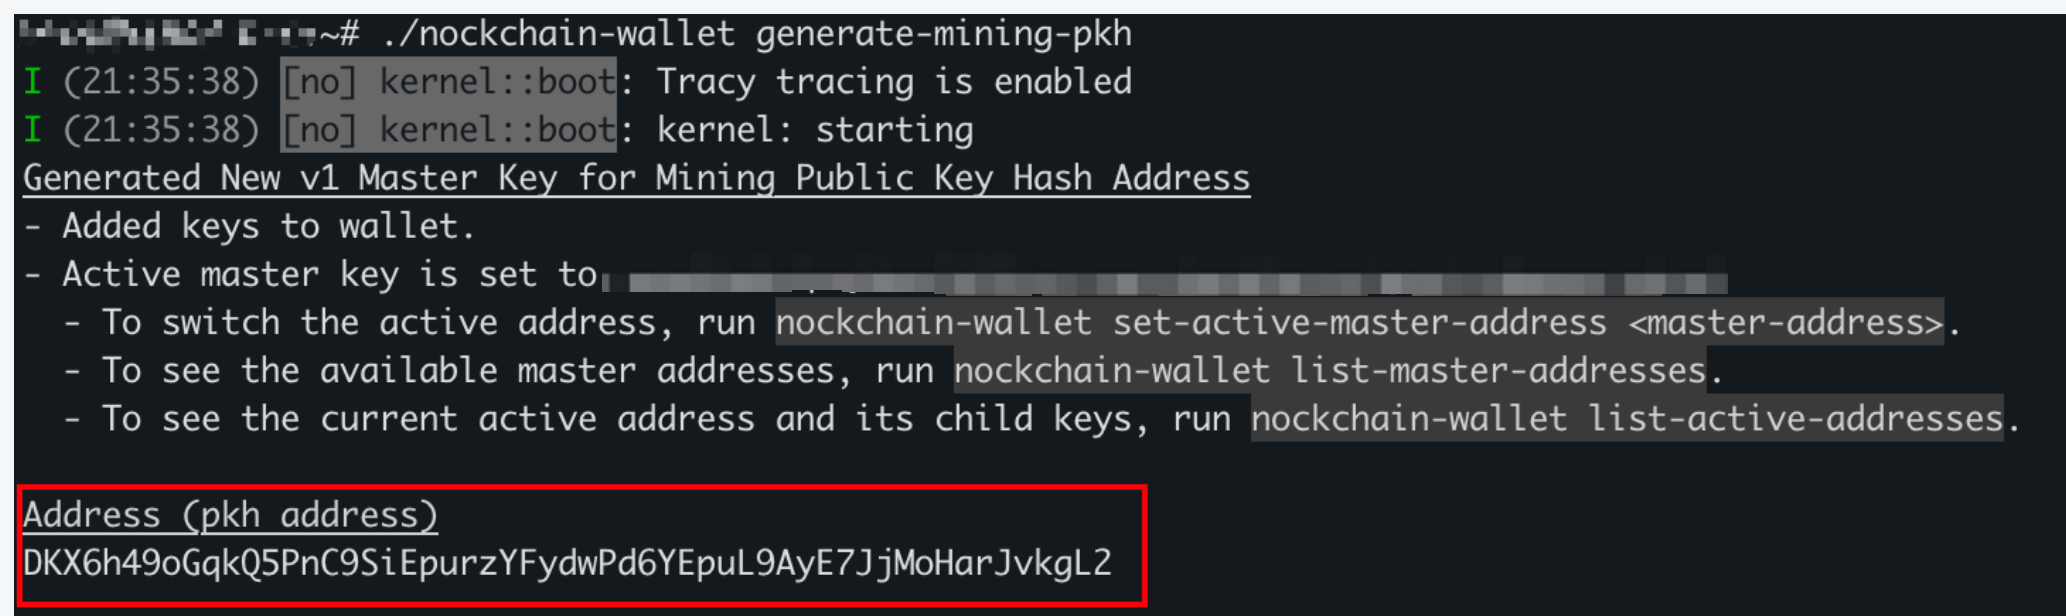 ~# ./nockchain-wallet generate-mining-pkh
I (21:35:38) [no] kernel::boot: Tracy tracing is enabled
I (21:35:38) [no] kernel::boot: kernel: starting
Generated New v1 Master Key for Mining Public Key Hash Address
- Added keys to wallet.
- Active master key is set to
- To switch the active address, run nockchain-wallet set-active-master-address <master-address>.
- To see the available master addresses, run nockchain-wallet list-master-addresses.
- To see the current active address and its child keys, run nockchain-wallet list-active-addresses.
Address (pkh address)
DKX6h49oGqkQ5PnC9SiEpurzYFydwPd6YEpuL9AyE7JjMoHarJvkgL2